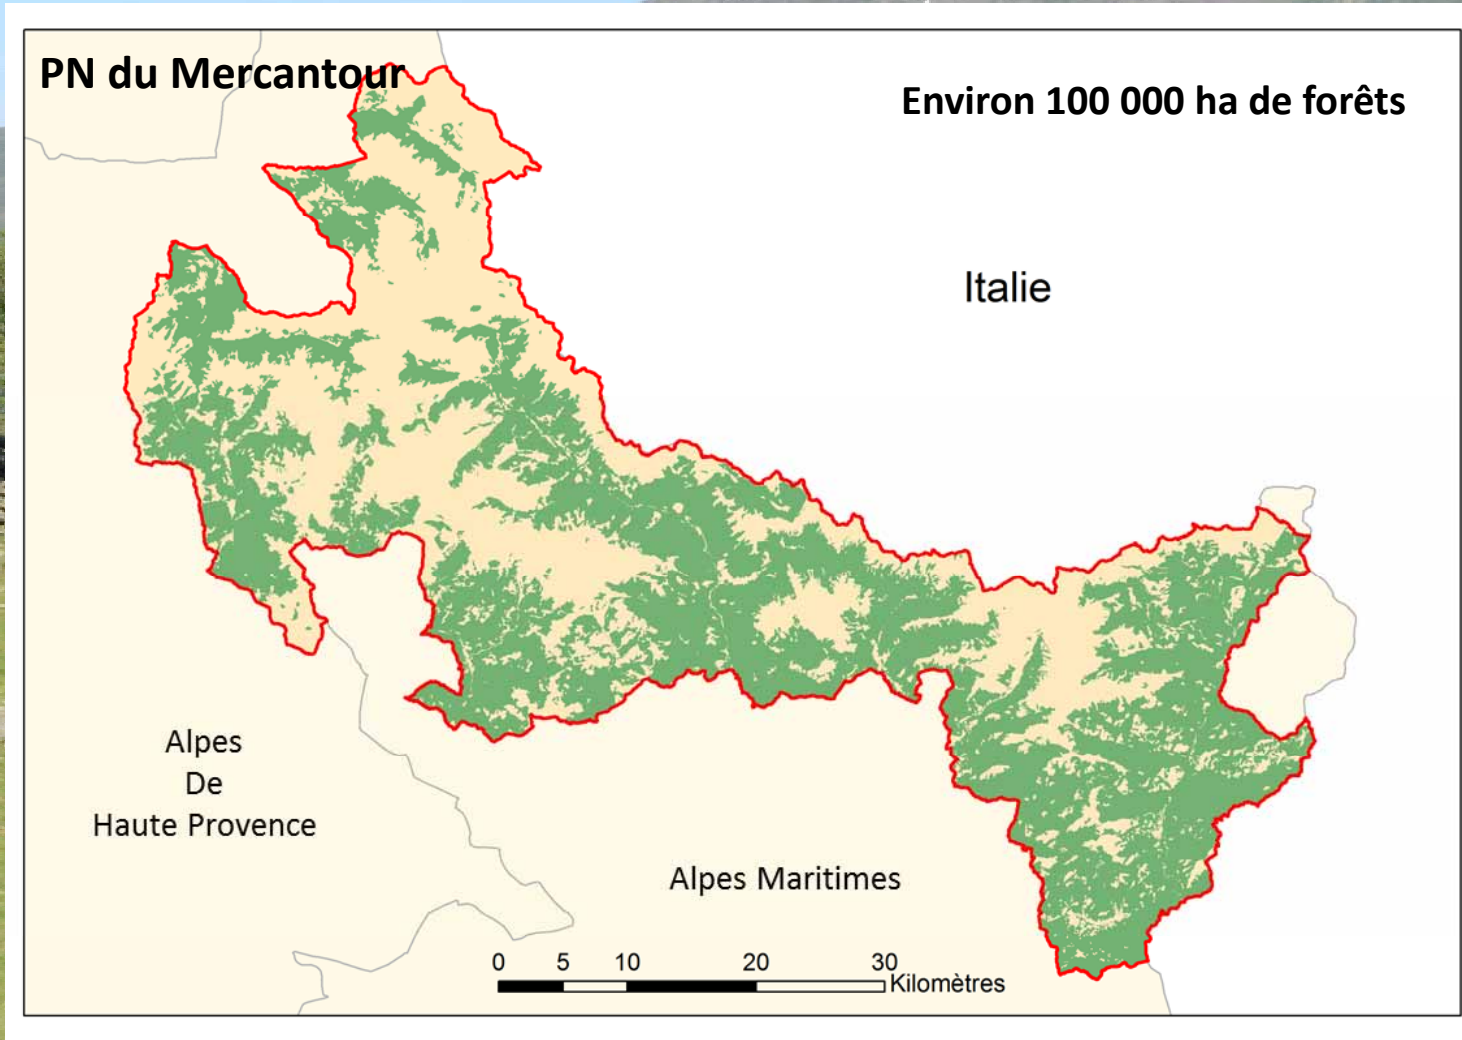 PN du Mercantour
Environ 100 000 ha de forêts
Italie
Alpes
De
Haute Provence
Alpes Maritimes
0 5 10 20 30
Kilomètres